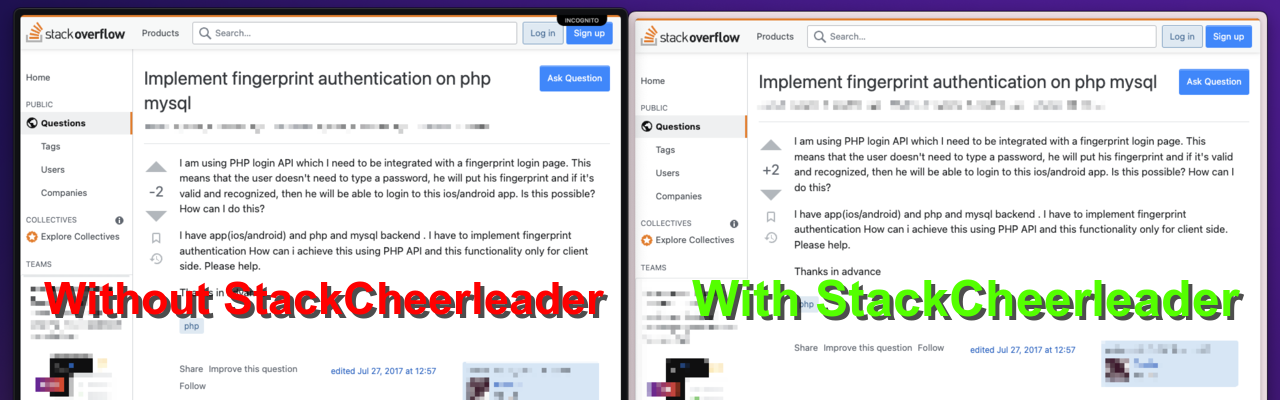 INCOGNITO
stackoverflow Products Search... Log in Sign up
Home
PUBLIC
Questions
Tags
Users
Companies
COLLECTIVES
Explore Collectives
TEAMS
Implement fingerprint authentication on php
mysql
Ask Question
-2
I am using PHP login API which I need to be integrated with a fingerprint login page. This
means that the user doesn't need to type a password, he will put his fingerprint and if it's
valid and recognized, then he will be able to login to this ios/android app. Is this possible?
How can I do this?
I have app(ios/android) and php and mysql backend . I have to implement fingerprint
authentication How can i achieve this using PHP API and this functionality only for client
side. Please help.
Without StackCheerleader
php
Share Improve this question
Follow
edited Jul 27, 2017 at 12:57
stackoverflow Products Search... Log in Sign up
Home
PUBLIC
Questions
Tags
Users
Companies
COLLECTIVES
Explore Collectives
TEAMS
Implement fingerprint authentication on php mysql
Ask Question
+2
I am using PHP login API which I need to be integrated with a fingerprint login page. This
means that the user doesn't need to type a password, he will put his fingerprint and if it's
valid and recognized, then he will be able to login to this ios/android app. Is this possible?
How can I
do this?
I have app(ios/android) and php and mysql backend . I have to implement fingerprint
authentication How can i achieve this using PHP API and this functionality only for client side.
Please help.
Thanks in advance
php
With StackCheerleader
Share Improve this question Follow
edited Jul 27, 2017 at 12:57